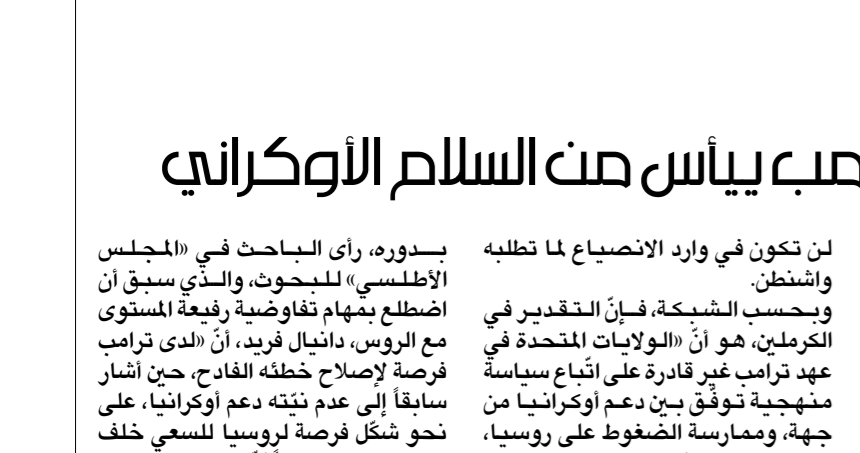 مب ييأس من السلام الأوكراني
لن تكون في وارد الانصياع لما تطلبه
واشنطن.
وبحسب الشبكة، فإنّ التقدير في
الكرملين، هو أنّ «الولايات المتحدة في
عهد ترامب غير قادرة على اتّباع سياسة
منهجية توفّق بين دعم أوكرانيا من
جهة، وممارسة الضغوط على روسيا،
بدوره، رأى الباحث في «المجلس
الأطلسي» للبحوث، والذي سبق أن
اضطلع بمهام تفاوضية رفيعة المستوى
مع الروس، دانيال فريد، أنّ «لدى ترامب
فرصة لإصلاح خطئه الفادح، حين أشار
سابقاً إلى عدم نيّته دعم أوكرانيا، على
نحو شكّل فرصة لروسيا للسعي خلف